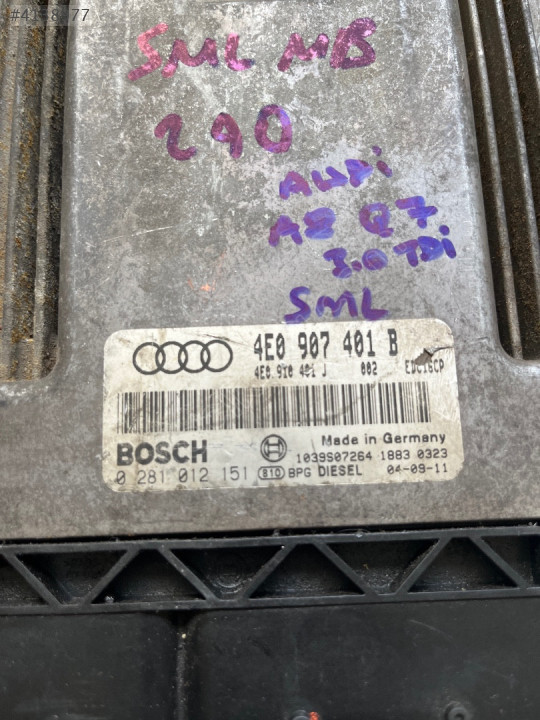 SML MB
290
AUDi
A8 Q7
3.0 TDi
SML
4E0 907 401 B
4E0.910 401 J 002 EDC16CP
BOSCH
Made in Germany
1039S07264 1883 0323
0 281 012 151 810 BPG DIESEL 04-09-11